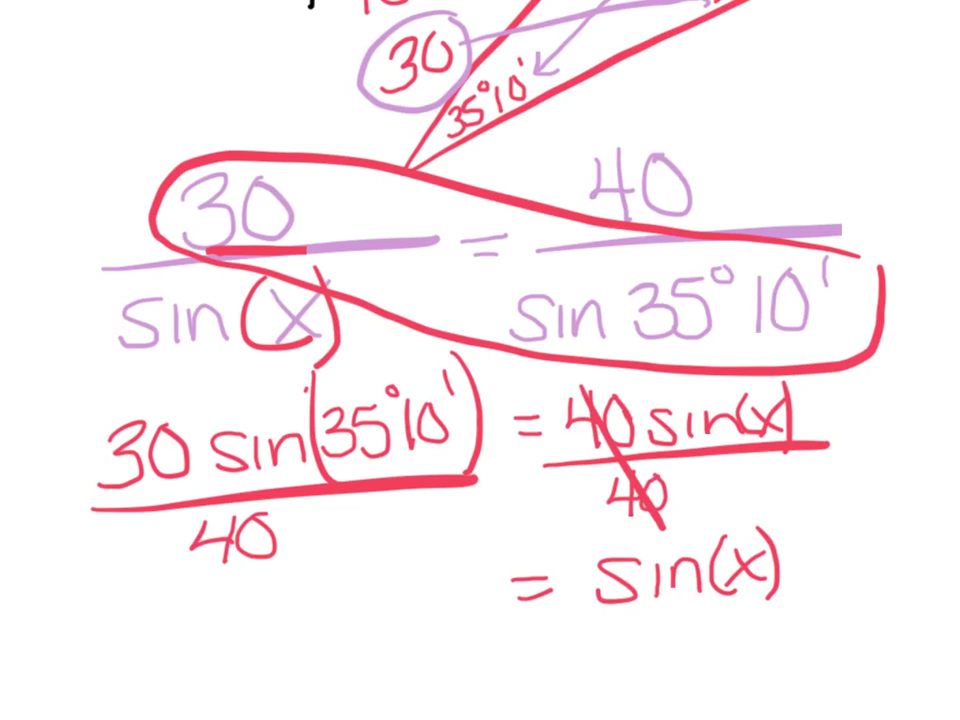 30
35°10'
30 = 40
sin(x) sin 35°10'
30 sin(35°10') = 40 sin(x)
40 40
= sin(x)